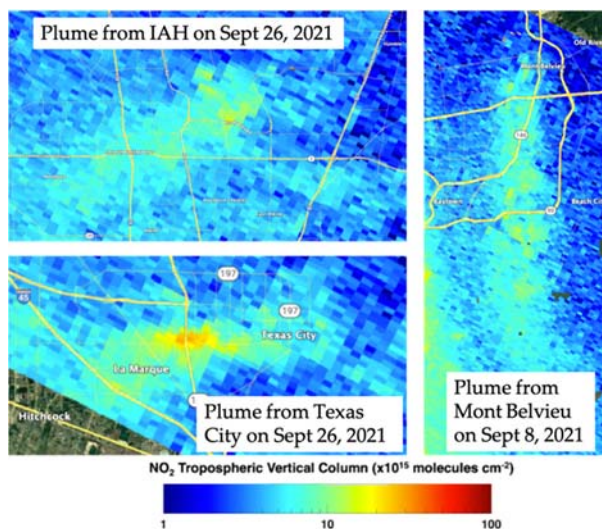 Plume from IAH on Sept 26, 2021
Mont Belvieu
Old River
146
Baytown
99
Beach City
197
45
197
Texas City
La Marque
Hitchcock
Plume from Texas
City on Sept 26, 2021
Plume from
Mont Belvieu
on Sept 8, 2021
NO₂ Tropospheric Vertical Column (x10¹⁵ molecules cm⁻²)
1
10
100